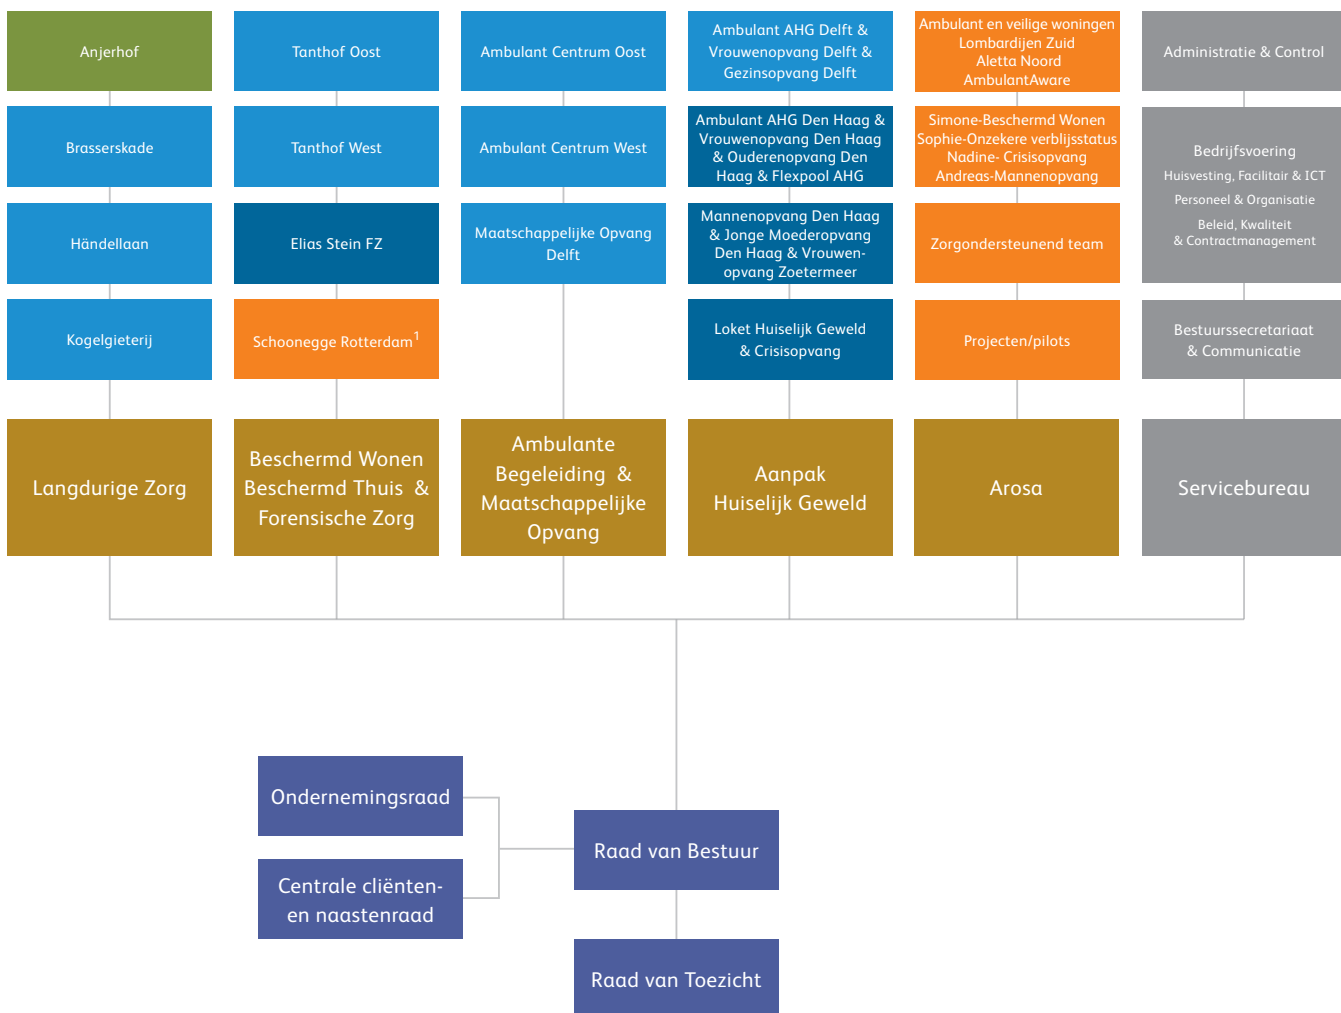 Anjerhof
Tanthof Oost
Ambulant Centrum Oost
Ambulant AHG Delft &
Vrouwenopvang Delft &
Gezinsopvang Delft
Ambulant en veilige woningen
Lombardijen Zuid
Aletta Noord
AmbulantAware
Administratie & Control
Brasserskade
Tanthof West
Ambulant Centrum West
Ambulant AHG Den Haag &
Vrouwenopvang Den Haag
& Ouderenopvang Den
Haag & Flexpool AHG
Simone-Beschermd Wonen
Sophie-Onzekere verblijsstatus
Nadine- Crisisopvang
Andreas-Mannenopvang
Bedrijfsvoering
Huisvesting, Facilitair & ICT
Personeel & Organisatie
Beleid, Kwaliteit
& Contractmanagement
Händellaan
Elias Stein FZ
Maatschappelijke Opvang
Delft
Mannenopvang Den Haag
& Jonge Moederopvang
Den Haag & Vrouwen-
opvang Zoetermeer
Zorgondersteunend team
Kogelgieterij
Schoonegge Rotterdam1
Loket Huiselijk Geweld
& Crisisopvang
Projecten/pilots
Bestuurssecretariaat
& Communicatie
Langdurige Zorg
Beschermd Wonen
Beschermd Thuis &
Forensische Zorg
Ambulante
Begeleiding &
Maatschappelijke
Opvang
Aanpak
Huiselijk Geweld
Arosa
Servicebureau
Ondernemingsraad
Centrale cliënten-
en naastenraad
Raad van Bestuur
Raad van Toezicht